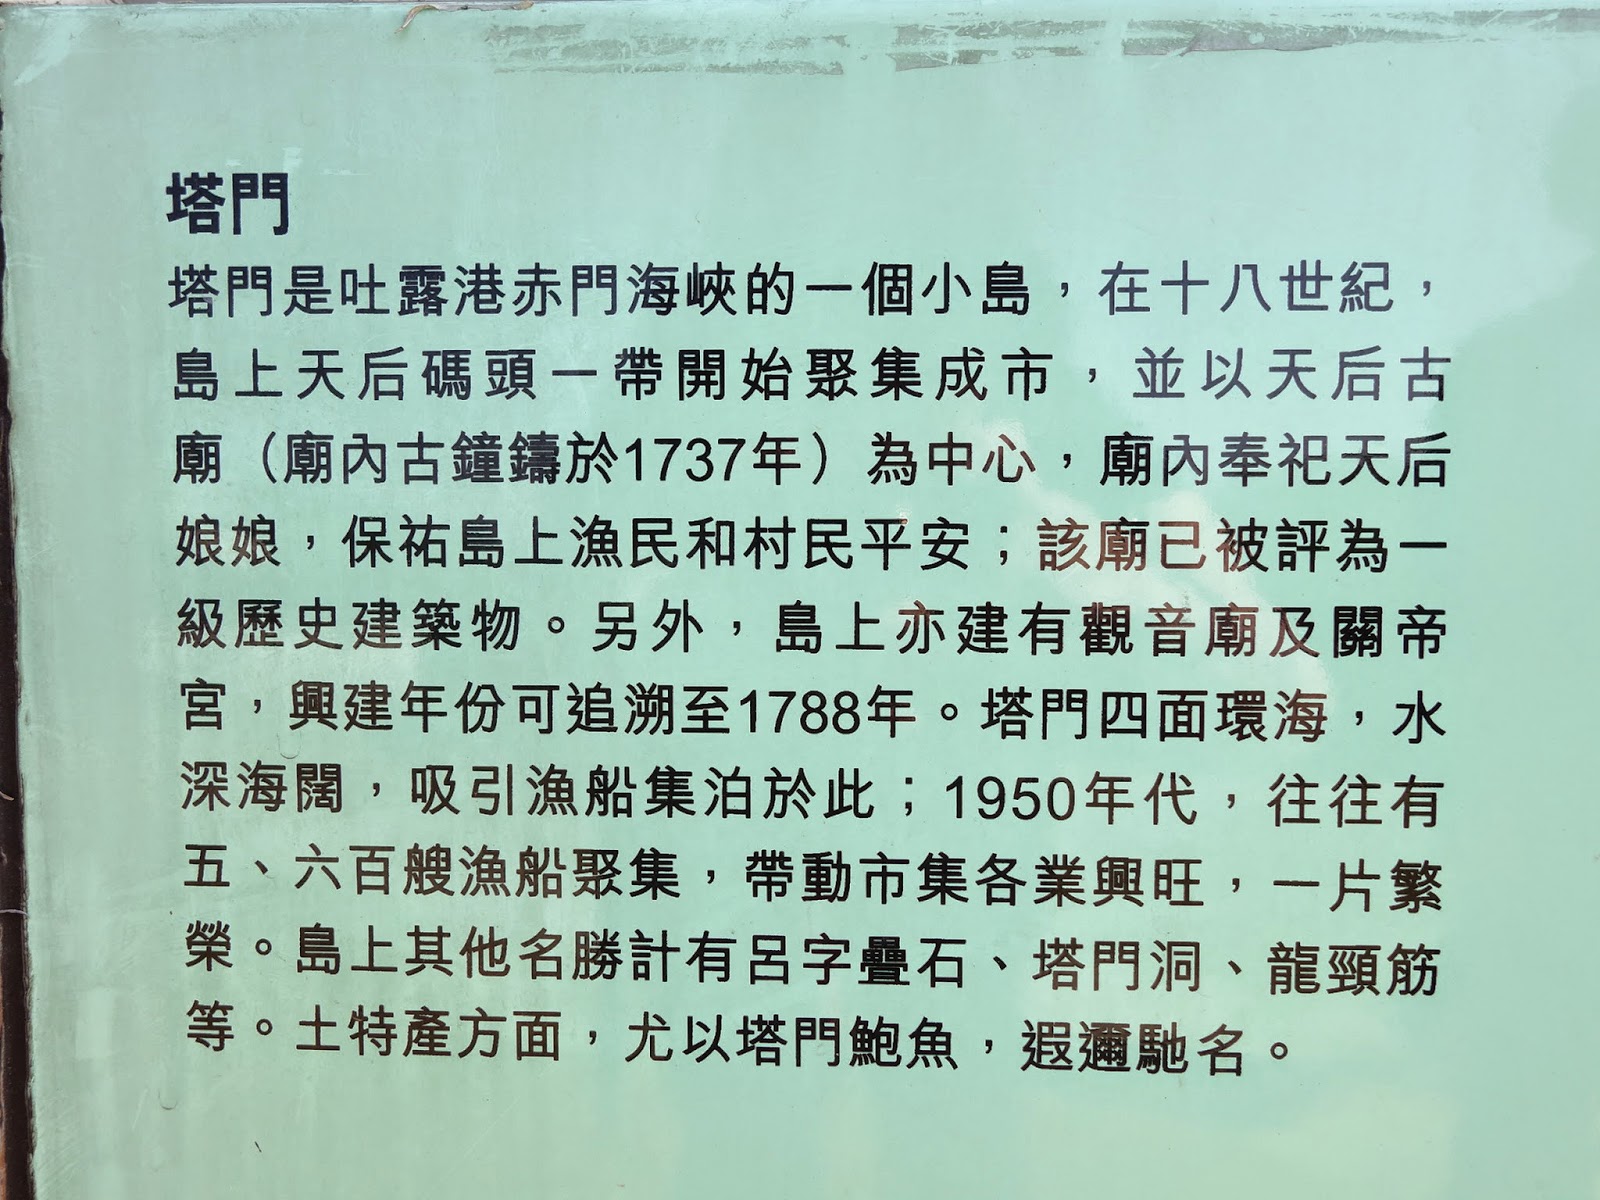 塔門
塔門是吐露港赤門海峽的一個小島，在十八世紀，
島上天后碼頭一帶開始聚集成市，並以天后古
廟（廟內古鐘鑄於1737年）為中心，廟內奉祀天后
娘娘，保祐島上漁民和村民平安；該廟已被評為一
級歷史建築物。另外，島上亦建有觀音廟及關帝
宮，興建年份可追溯至1788年。塔門四面環海，水
深海闊，吸引漁船集泊於此；1950年代，往往有
五、六百艘漁船聚集，帶動市集各業興旺，一片繁
榮。島上其他名勝計有呂字疊石、塔門洞、龍頸筋
等。土特產方面，尤以塔門鮑魚，遐邇馳名。